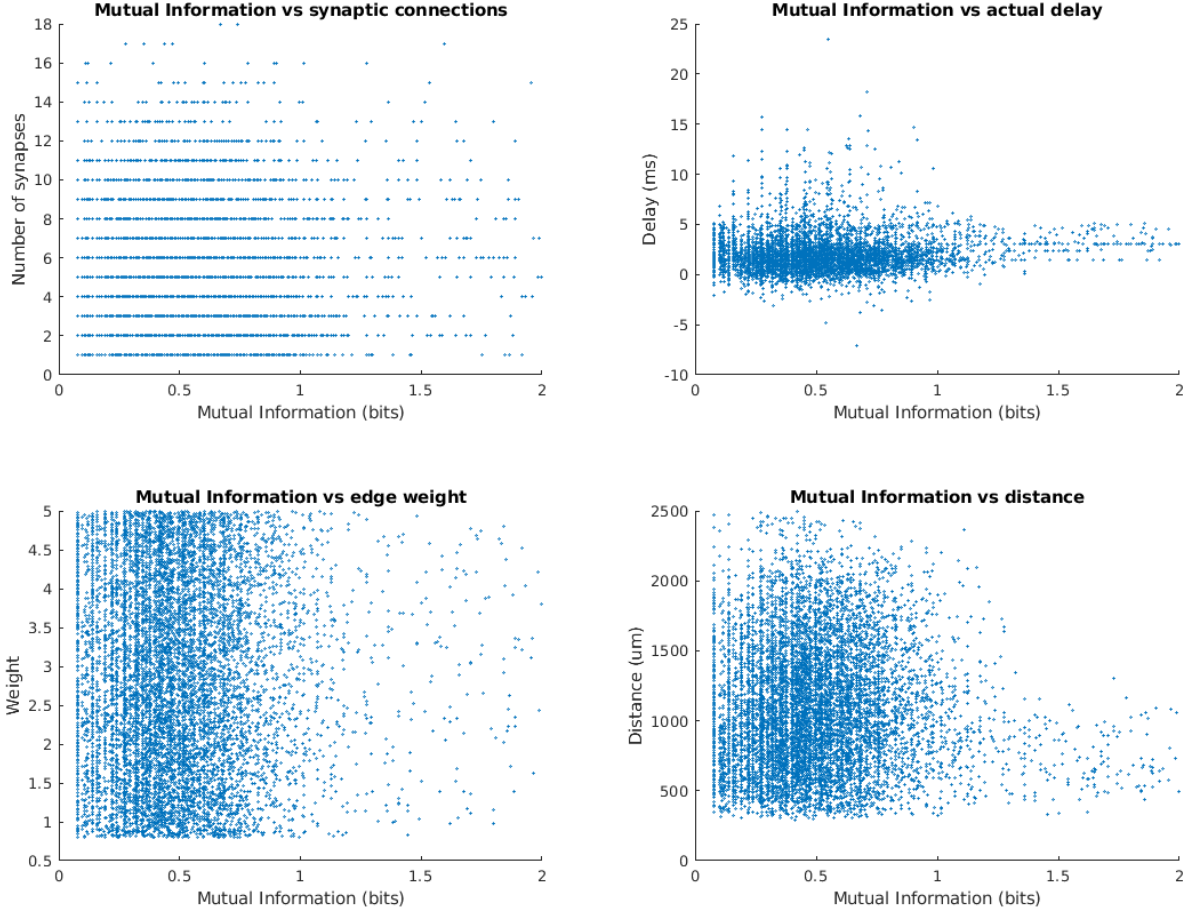 Mutual Information vs synaptic connections
18
16
14
12
10
8
6
4
2
0
Number of synapses
0 0.5 1 1.5 2
Mutual Information (bits)
Mutual Information vs actual delay
25
20
15
10
5
0
-5
-10
Delay (ms)
0 0.5 1 1.5 2
Mutual Information (bits)
Mutual Information vs edge weight
5
4.5
4
3.5
3
2.5
2
1.5
1
0.5
Weight
0 0.5 1 1.5 2
Mutual Information (bits)
Mutual Information vs distance
2500
2000
1500
1000
500
0
Distance (um)
0 0.5 1 1.5 2
Mutual Information (bits)